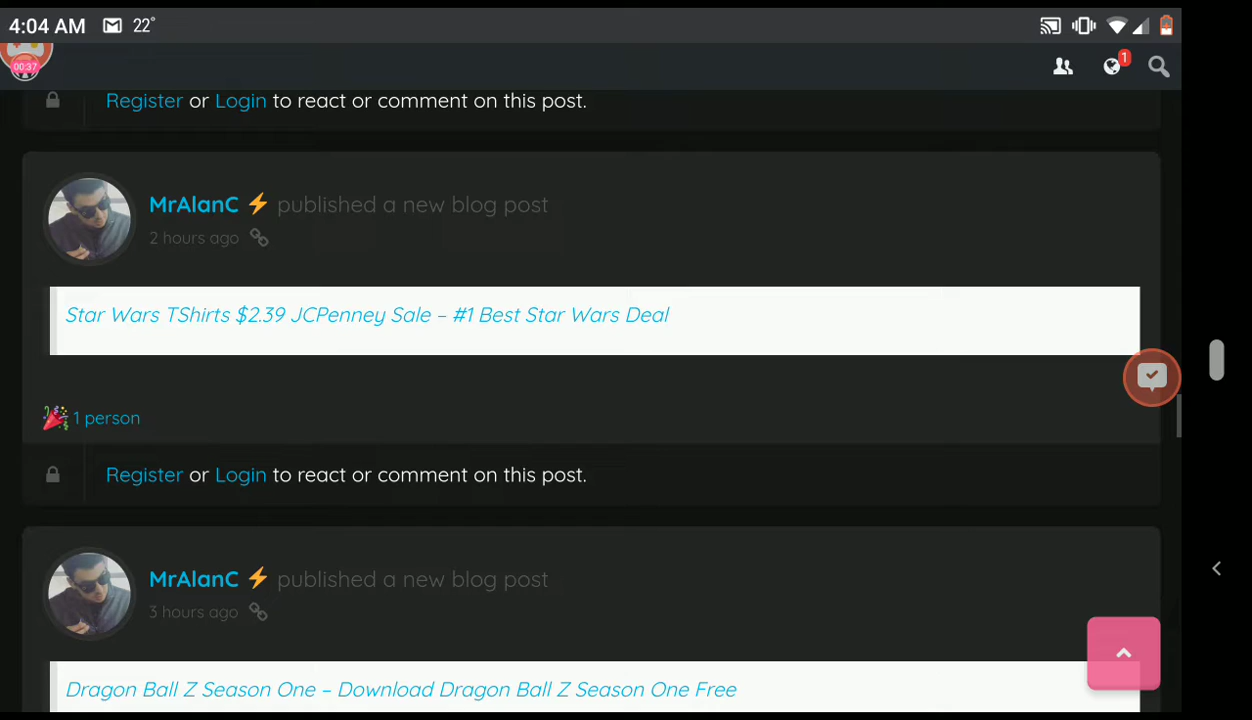 4:04 AM 22°
00:37
1
Register or Login to react or comment on this post.
MrAlanC ⚡ published a new blog post
2 hours ago
Star Wars TShirts $2.39 JCPenney Sale – #1 Best Star Wars Deal
1 person
Register or Login to react or comment on this post.
MrAlanC ⚡ published a new blog post
3 hours ago
Dragon Ball Z Season One – Download Dragon Ball Z Season One Free